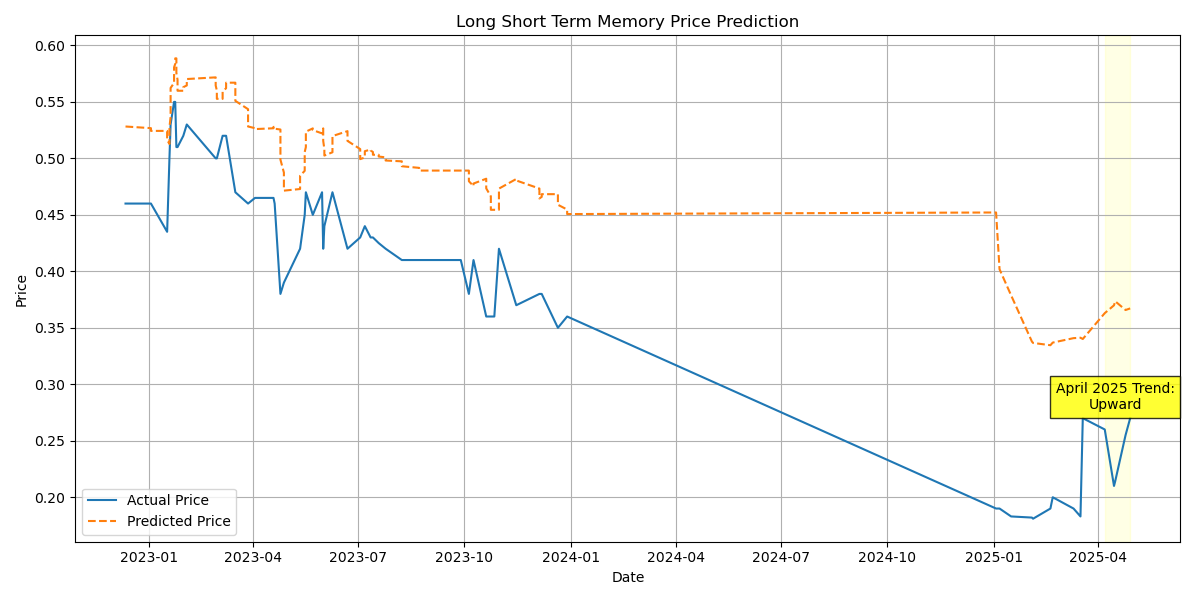 Long Short Term Memory Price Prediction
Price
0.60
0.55
0.50
0.45
0.40
0.35
0.30
0.25
0.20
April 2025 Trend:
Upward
Actual Price
Predicted Price
2023-01 2023-04 2023-07 2023-10 2024-01 2024-04 2024-07 2024-10 2025-01 2025-04
Date